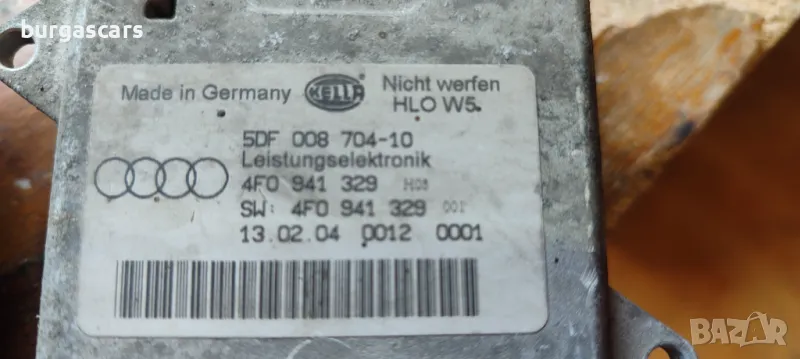 burgascars
Made in Germany HELLA Nicht werfen
HLO W5.
5DF 008 704-10
Leistungselektronik
4F0 941 329 H08
SW: 4F0 941 329 001
13.02.04 0012 0001
BAZAR